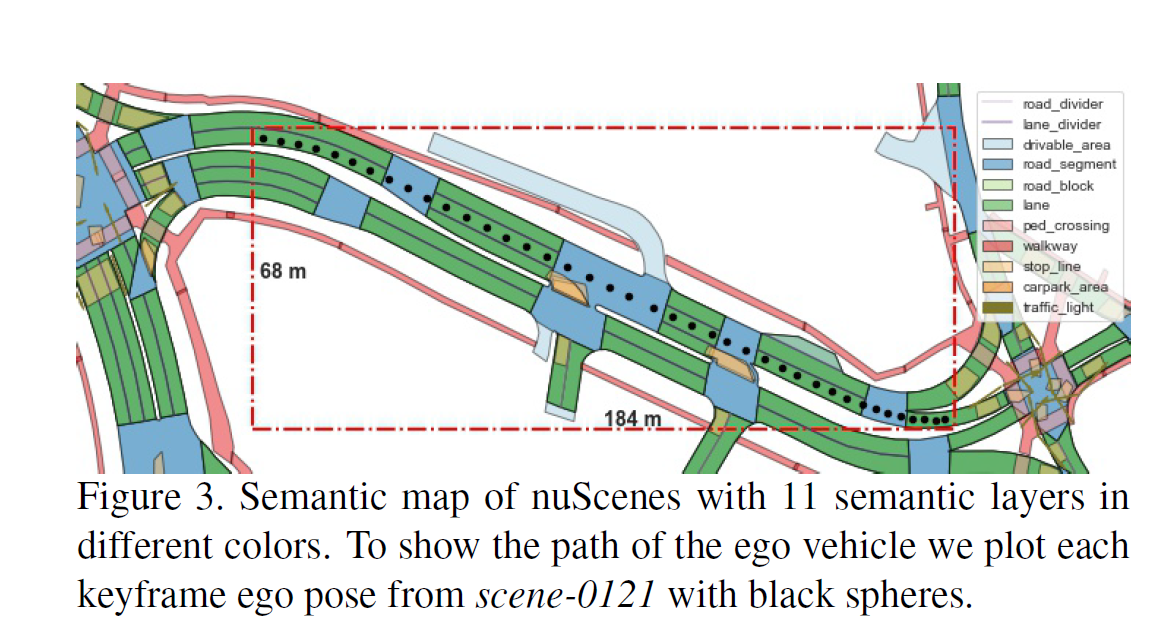 road_divider
lane_divider
drivable_area
road_segment
road_block
lane
ped_crossing
walkway
stop_line
carpark_area
traffic_light
68 m
184 m
Figure 3. Semantic map of nuScenes with 11 semantic layers in
different colors. To show the path of the ego vehicle we plot each
keyframe ego pose from scene-0121 with black spheres.